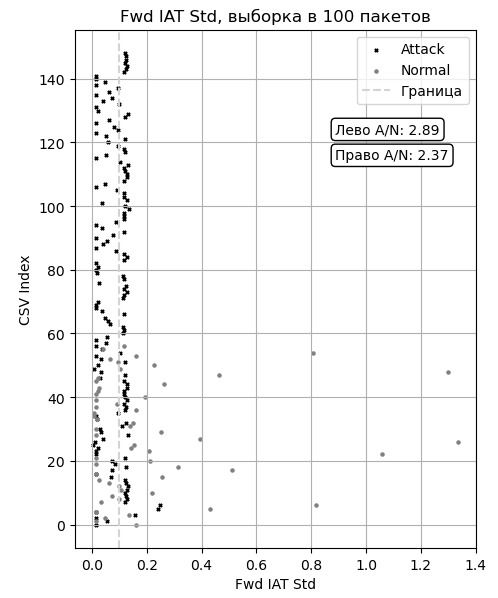 Fwd IAT Std, выборка в 100 пакетов
Attack
Normal
Граница
Лево A/N: 2.89
Право A/N: 2.37
CSV Index
140
120
100
80
60
40
20
0
0.0 0.2 0.4 0.6 0.8 1.0 1.2 1.4
Fwd IAT Std